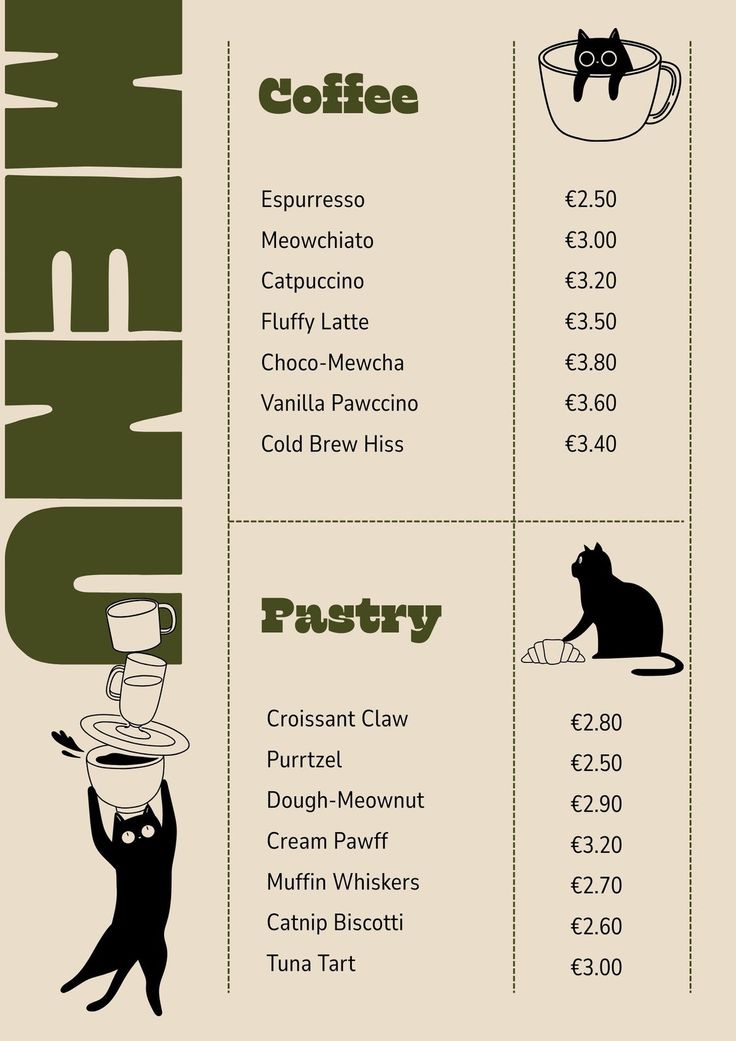 MENU
Coffee
Espurresso €2.50
Meowchiato €3.00
Catpuccino €3.20
Fluffy Latte €3.50
Choco-Mewcha €3.80
Vanilla Pawccino €3.60
Cold Brew Hiss €3.40
Pastry
Croissant Claw €2.80
Purrtzel €2.50
Dough-Meownut €2.90
Cream Pawff €3.20
Muffin Whiskers €2.70
Catnip Biscotti €2.60
Tuna Tart €3.00